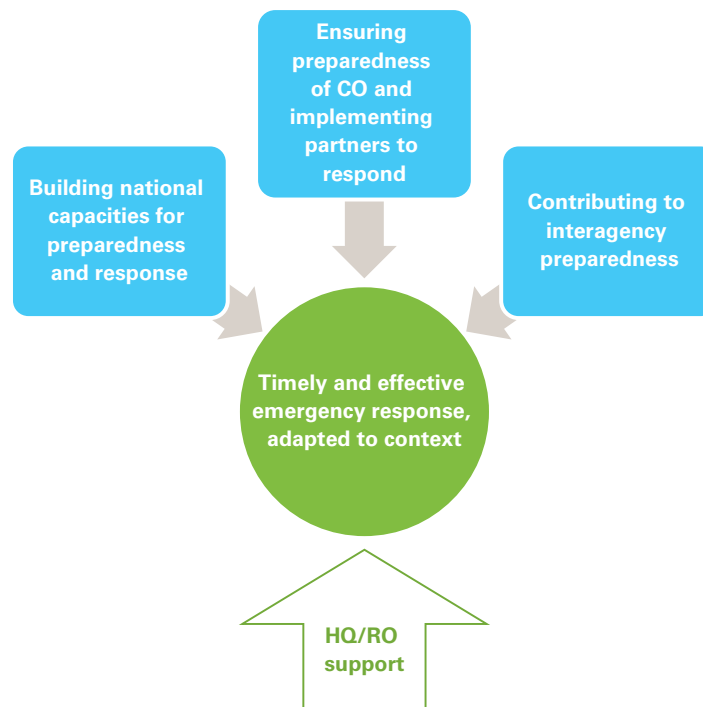 Ensuring
preparedness
of CO and
implementing
partners to
respond
Building national
capacities for
preparedness
and response
Contributing to
interagency
preparedness
Timely and effective
emergency response,
adapted to context
HQ/RO
support